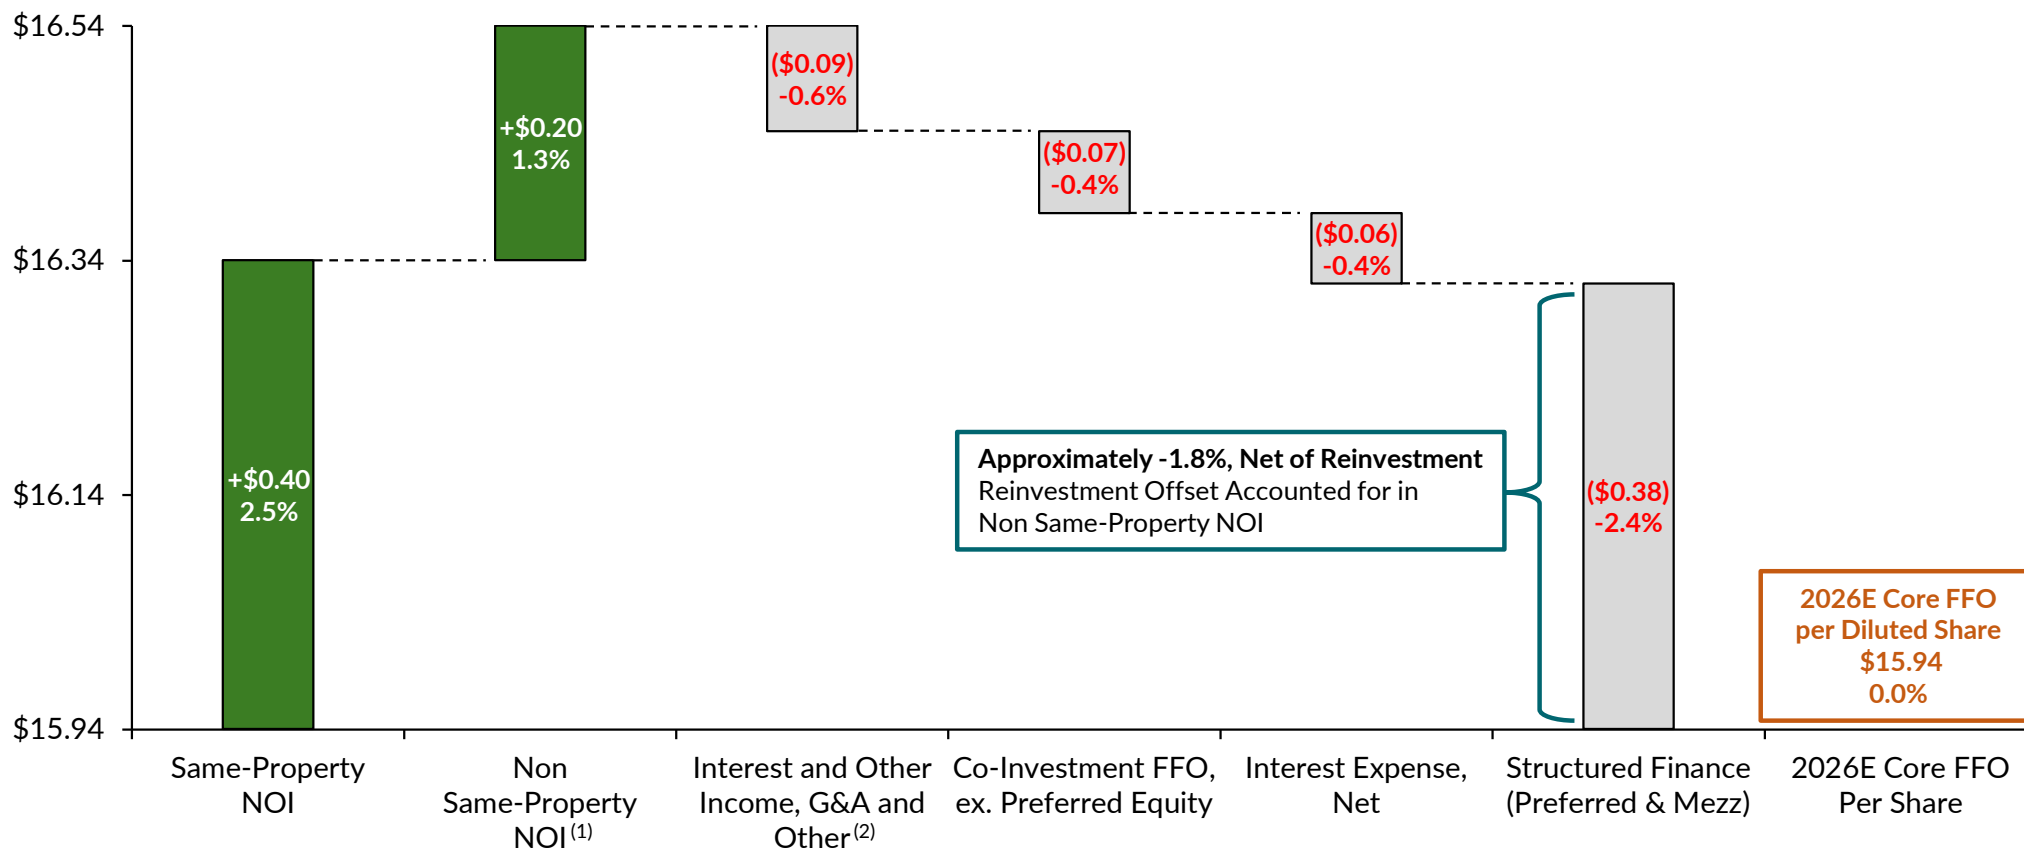 $16.54
$16.34
$16.14
$15.94
+$0.40
2.5%
+$0.20
1.3%
($0.09)
-0.6%
($0.07)
-0.4%
($0.06)
-0.4%
($0.38)
-2.4%
Approximately -1.8%, Net of Reinvestment
Reinvestment Offset Accounted for in
Non Same-Property NOI
2026E Core FFO
per Diluted Share
$15.94
0.0%
Same-Property
NOI
Non
Same-Property
NOI(1)
Interest and Other
Income, G&A and
Other(2)
Co-Investment FFO,
ex. Preferred Equity
Interest Expense,
Net
Structured Finance
(Preferred & Mezz)
2026E Core FFO
Per Share